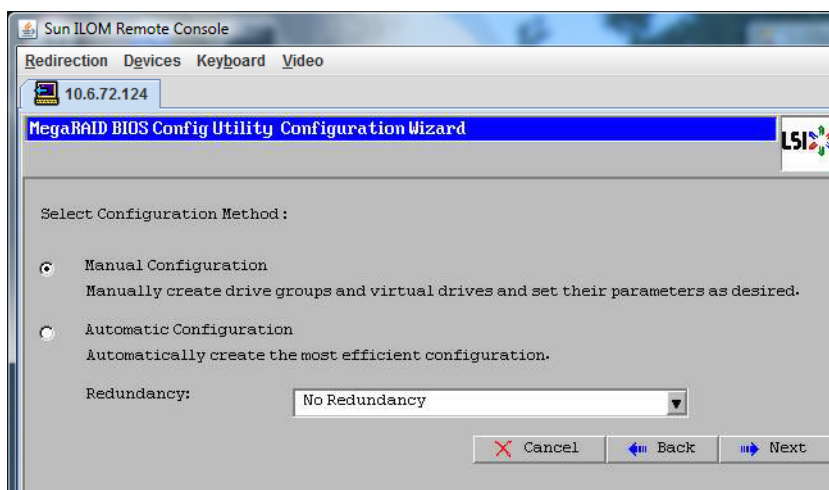 Sun ILOM Remote Console
Redirection Devices Keyboard Video
10.6.72.124
MegaRAID BIOS Config Utility Configuration Wizard
LSI
Select Configuration Method:
Manual Configuration
Manually create drive groups and virtual drives and set their parameters as desired.
Automatic Configuration
Automatically create the most efficient configuration.
Redundancy: No Redundancy
Cancel Back Next